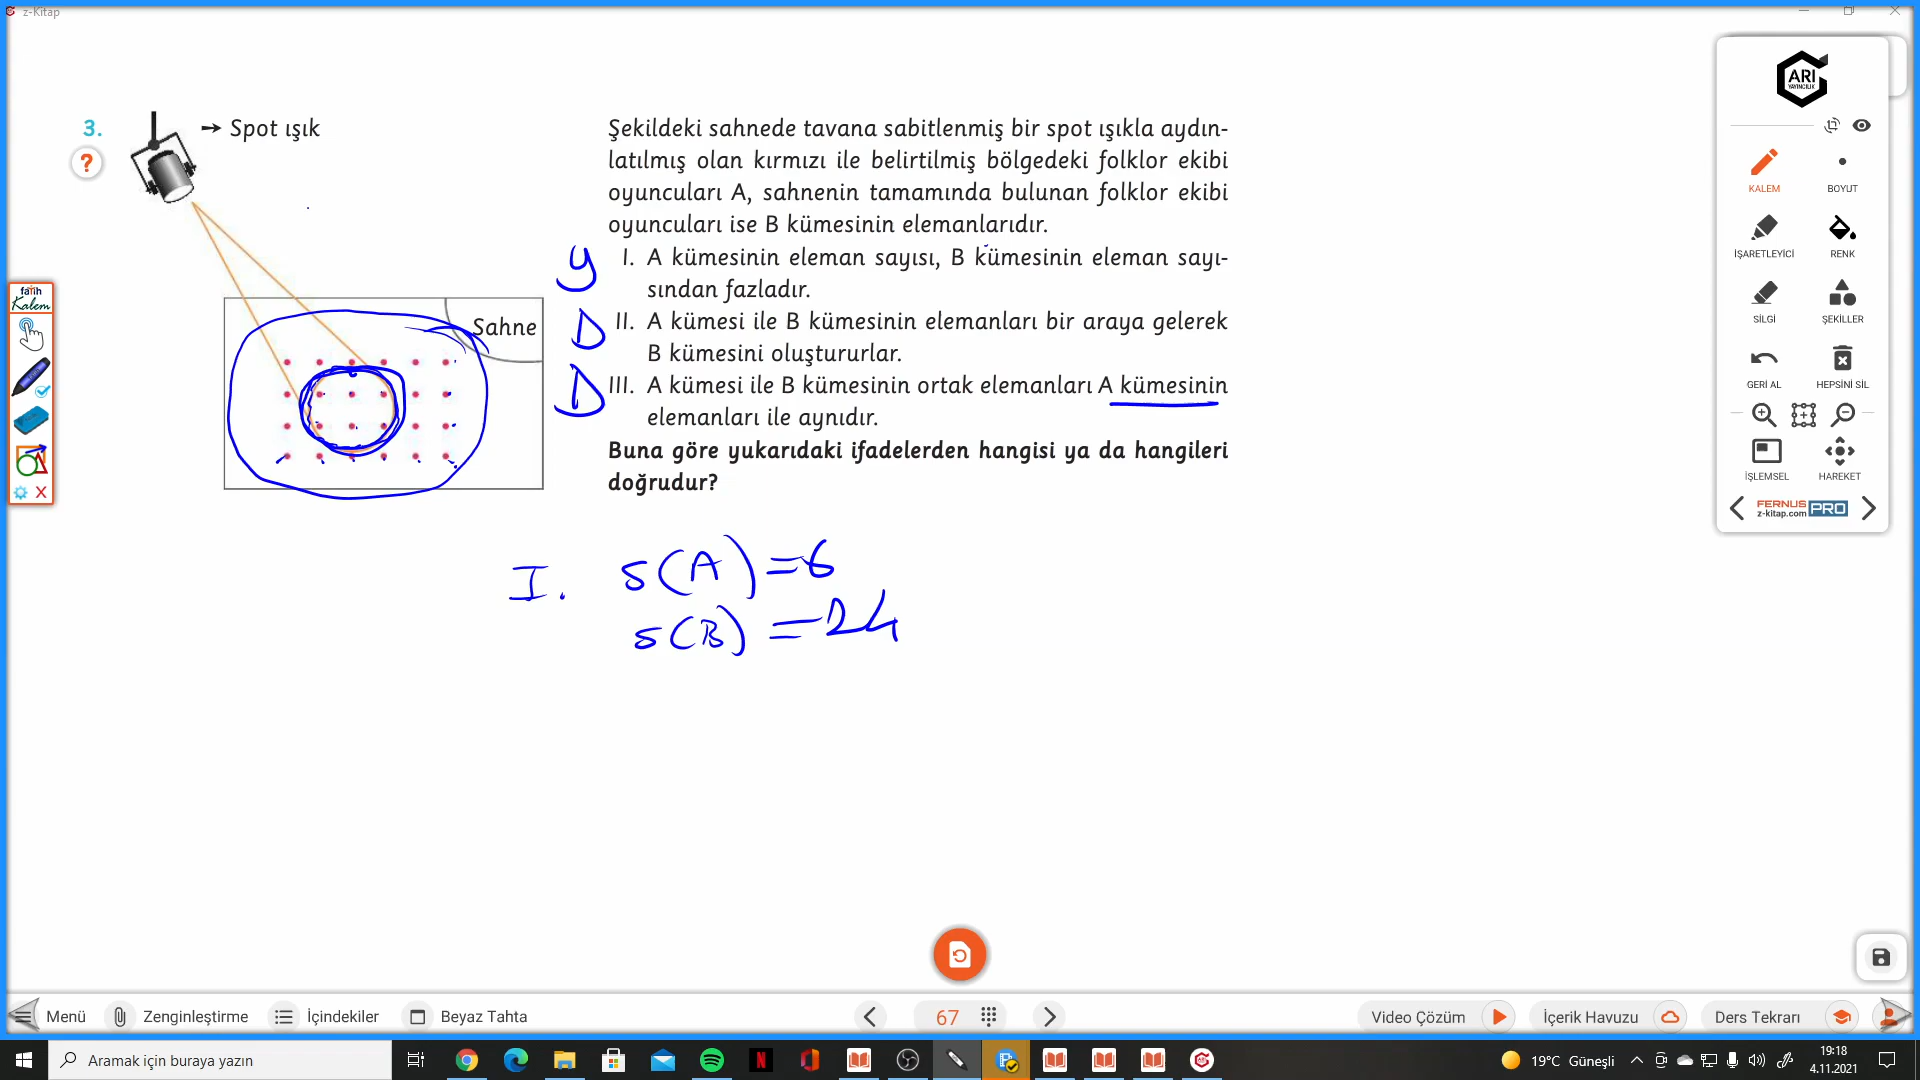 z-Kitap
3.
?
→ Spot ışık
Sahne
Şekildeki sahnede tavana sabitlenmiş bir spot ışıkla aydın-
latılmış olan kırmızı ile belirtilmiş bölgedeki folklor ekibi
oyuncuları A, sahnenin tamamında bulunan folklor ekibi
oyuncuları ise B kümesinin elemanlarıdır.
Y I. A kümesinin eleman sayısı, B kümesinin eleman sayı-
sından fazladır.
D II. A kümesi ile B kümesinin elemanları bir araya gelerek
B kümesini oluştururlar.
D III. A kümesi ile B kümesinin ortak elemanları A kümesinin
elemanları ile aynıdır.
Buna göre yukarıdaki ifadelerden hangisi ya da hangileri
doğrudur?
I. s(A) = 6
s(B) = 24
fatih
Kalem
X
ARI
YAYINCILIK
KALEM BOYUT
İŞARETLEYİCİ RENK
SİLGİ ŞEKİLLER
GERİ AL HEPSİNİ SİL
İŞLEMSEL HAREKET
FERNUS
z-kitap.com PRO
Menü Zenginleştirme İçindekiler Beyaz Tahta 67 Video Çözüm İçerik Havuzu Ders Tekrarı
Aramak için buraya yazın
19°C Güneşli
19:18
4.11.2021